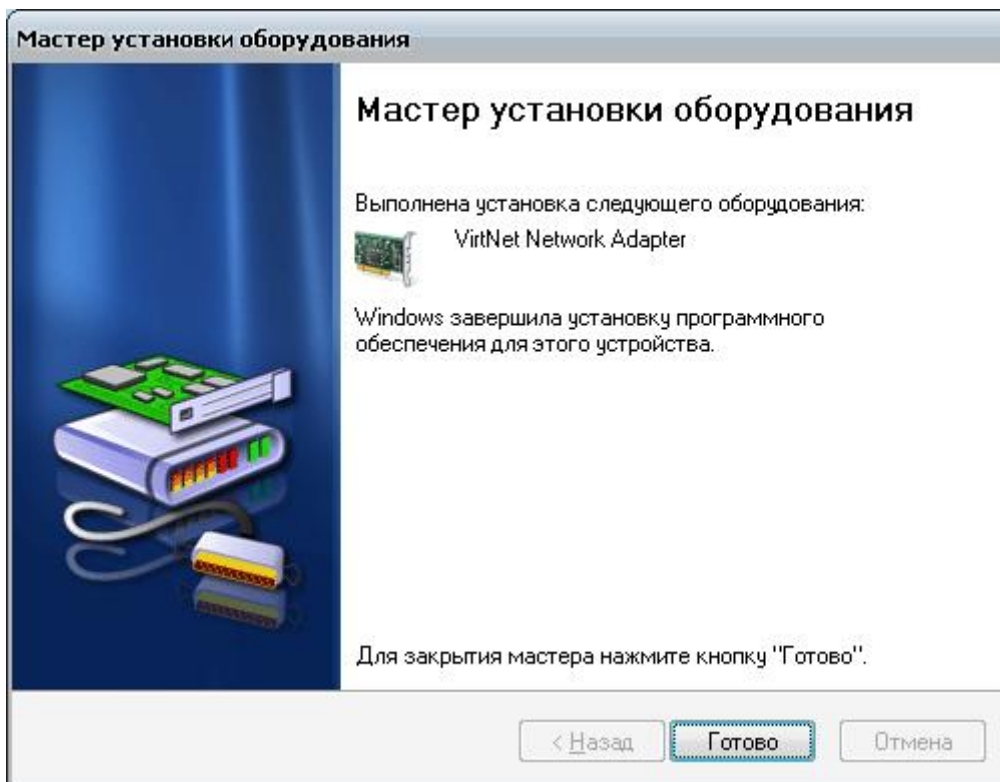 Мастер установки оборудования
Мастер установки оборудования
Выполнена установка следующего оборудования:
VirtNet Network Adapter
Windows завершила установку программного
обеспечения для этого устройства.
Для закрытия мастера нажмите кнопку "Готово".
< Назад
Готово
Отмена